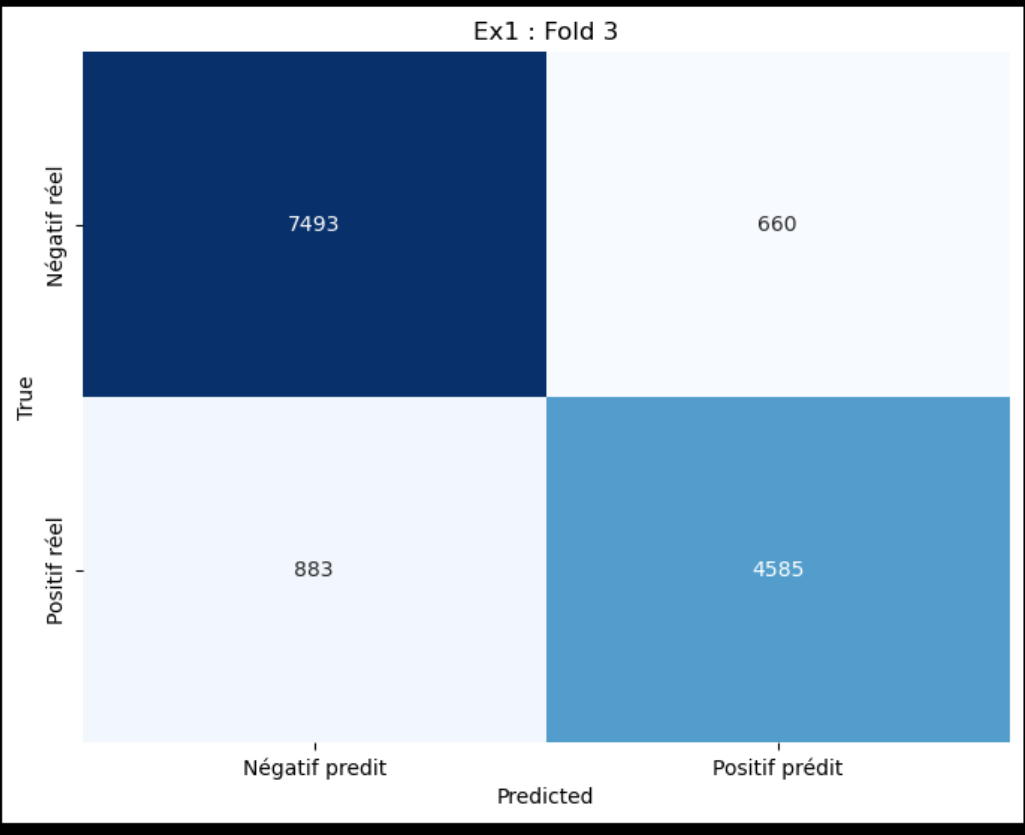 Ex1 : Fold 3
Négatif réel
7493
660
True
Positif réel
883
4585
Négatif predit
Positif prédit
Predicted